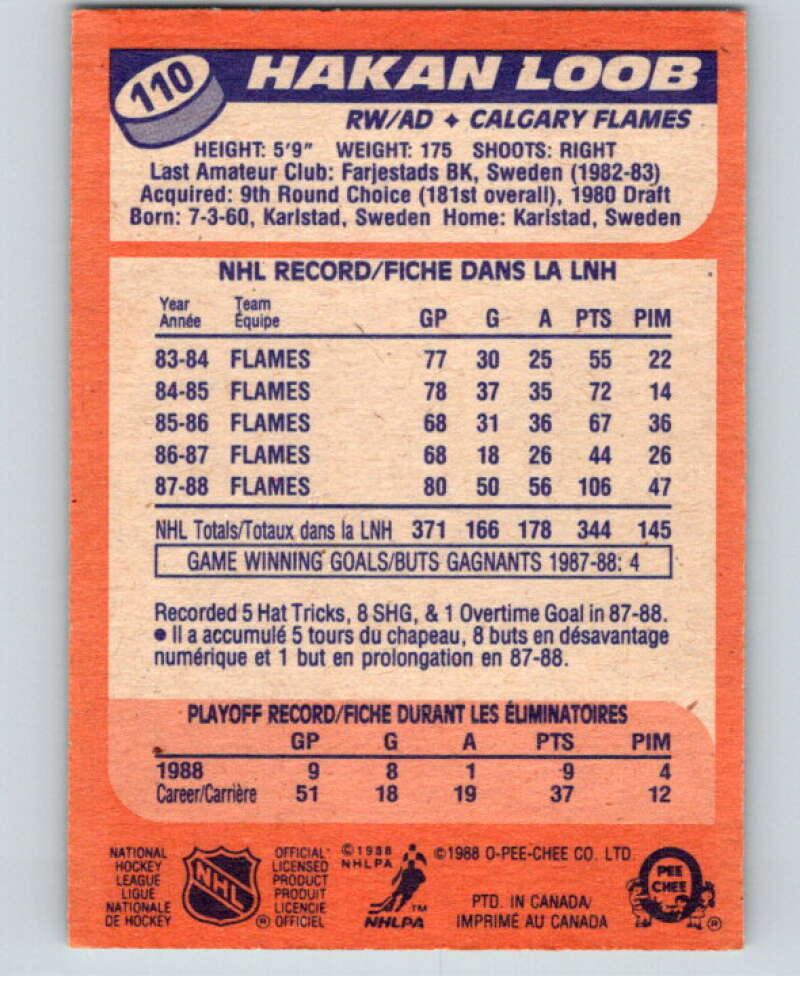 110
HAKAN LOOB
RW/AD ♦ CALGARY FLAMES
HEIGHT: 5'9" WEIGHT: 175 SHOOTS: RIGHT
Last Amateur Club: Farjestads BK, Sweden (1982-83)
Acquired: 9th Round Choice (181st overall), 1980 Draft
Born: 7-3-60, Karlstad, Sweden Home: Karlstad, Sweden
NHL RECORD/FICHE DANS LA LNH
Year Team
Année Équipe GP G A PTS PIM
83-84 FLAMES 77 30 25 55 22
84-85 FLAMES 78 37 35 72 14
85-86 FLAMES 68 31 36 67 36
86-87 FLAMES 68 18 26 44 26
87-88 FLAMES 80 50 56 106 47
NHL Totals/Totaux dans la LNH 371 166 178 344 145
GAME WINNING GOALS/BUTS GAGNANTS 1987-88: 4
Recorded 5 Hat Tricks, 8 SHG, & 1 Overtime Goal in 87-88.
● Il a accumulé 5 tours du chapeau, 8 buts en désavantage
numérique et 1 but en prolongation en 87-88.
PLAYOFF RECORD/FICHE DURANT LES ÉLIMINATOIRES
GP G A PTS PIM
1988 9 8 1 9 4
Career/Carrière 51 18 19 37 12
NATIONAL
HOCKEY
LEAGUE
LIGUE
NATIONALE
DE HOCKEY
NHL
®
OFFICIAL
LICENSED
PRODUCT
PRODUIT
LICENCIE
OFFICIEL
©1988
NHLPA
TM
NHLPA
©1988 O-PEE-CHEE CO. LTD.
PTD. IN CANADA/
IMPRIMÉ AU CANADA
O
PEE
CHEE
®